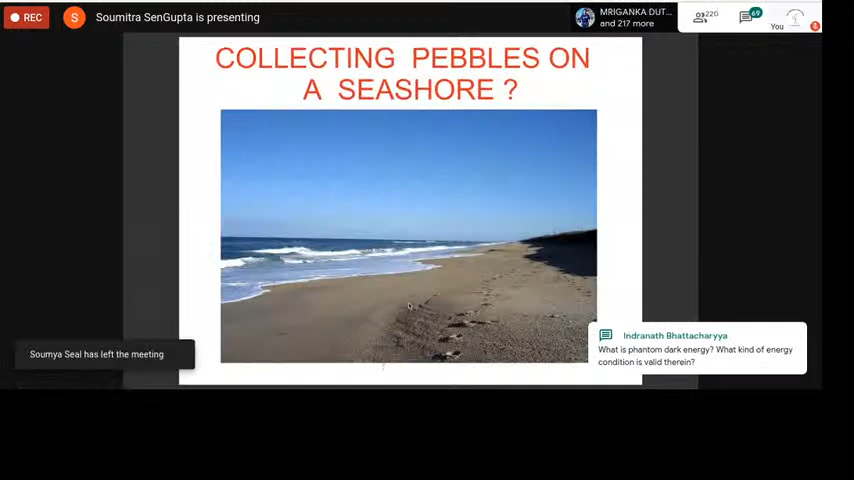 REC
S
Soumitra SenGupta is presenting
MRIGANKA DUT...
and 217 more
220
69
You
COLLECTING PEBBLES ON
A SEASHORE ?
Soumya Seal has left the meeting
Indranath Bhattacharyya
What is phantom dark energy? What kind of energy
condition is valid therein?